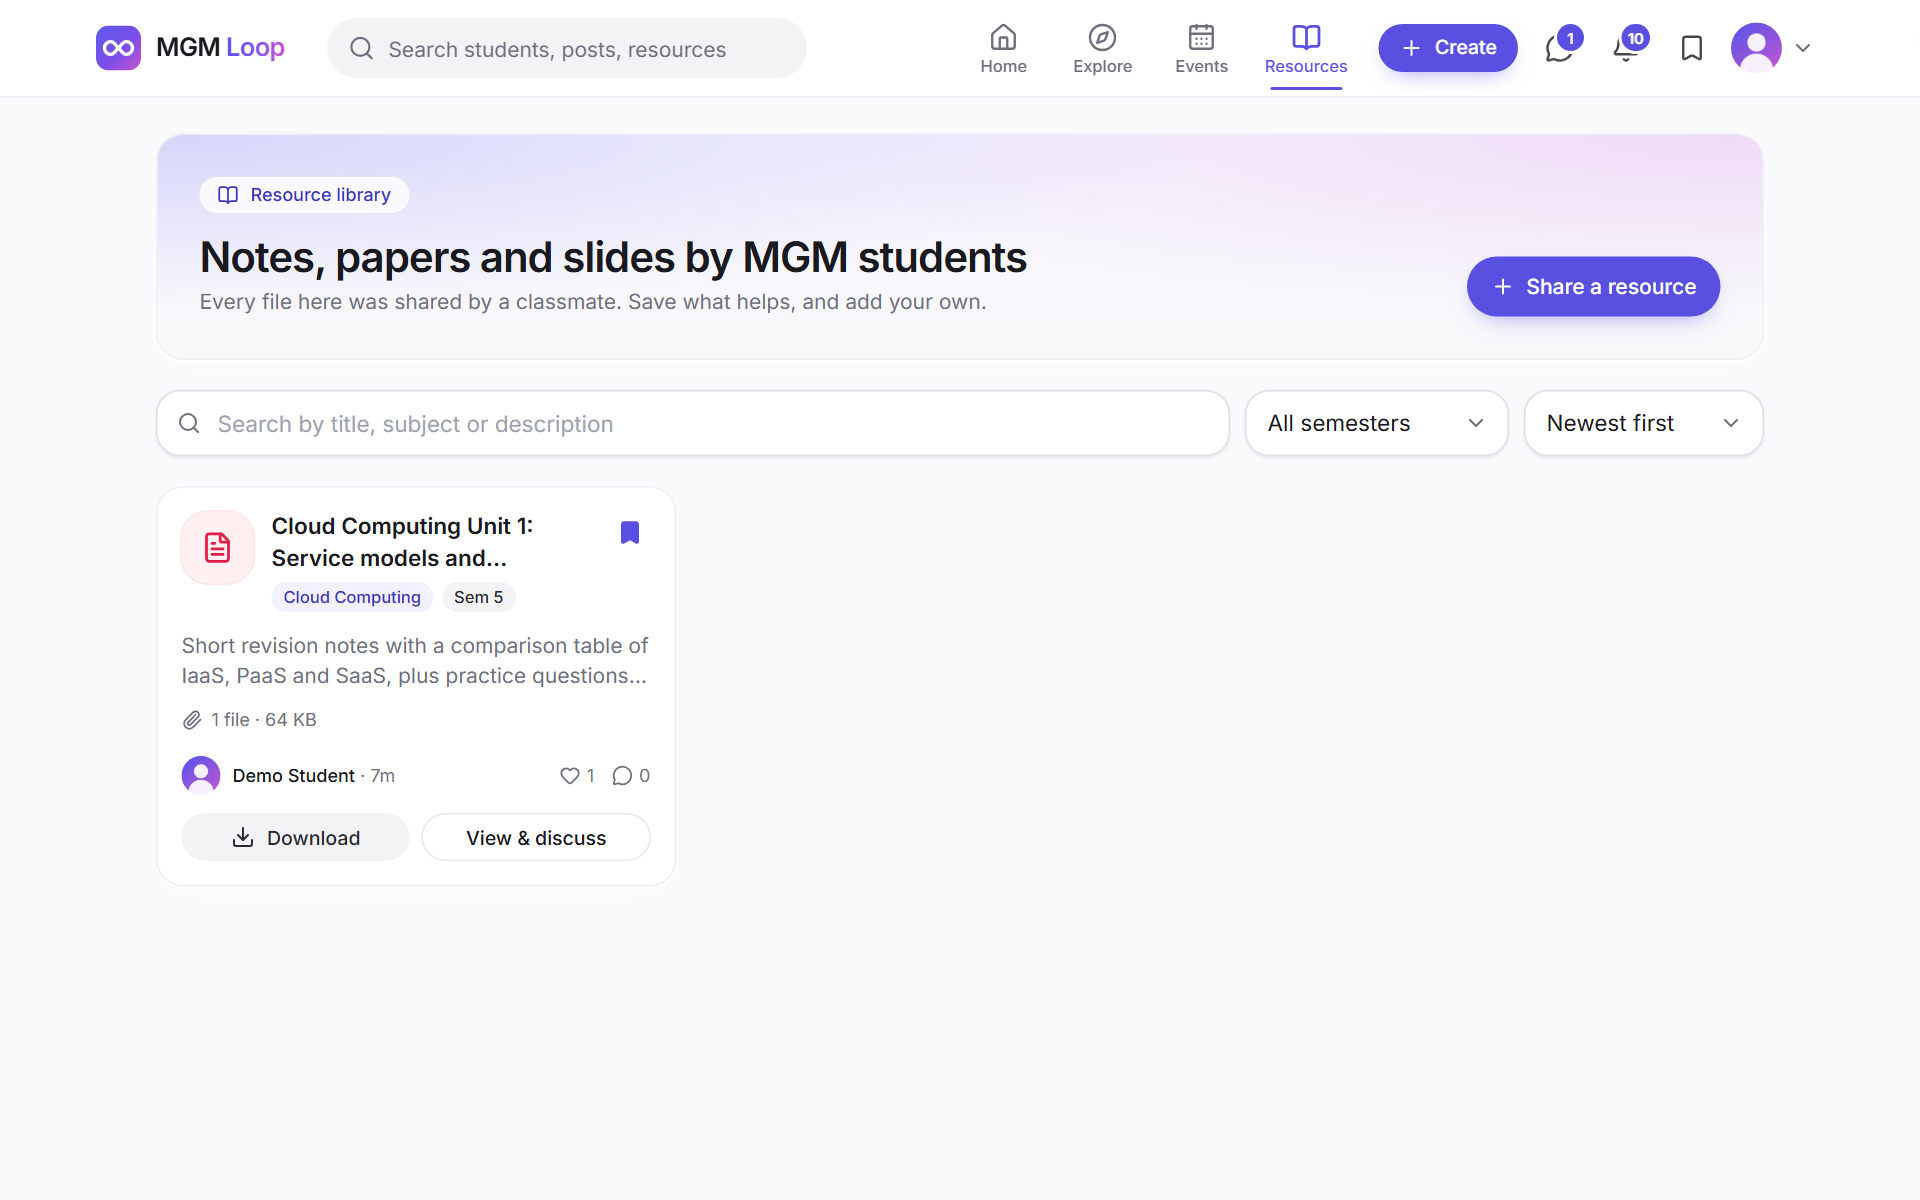 MGM Loop
Search students, posts, resources
Home
Explore
Events
Resources
Create
1
10
Resource library
Notes, papers and slides by MGM students
Every file here was shared by a classmate. Save what helps, and add your own.
Share a resource
Search by title, subject or description
All semesters
Newest first
Cloud Computing Unit 1:
Service models and...
Cloud Computing
Sem 5
Short revision notes with a comparison table of
IaaS, PaaS and SaaS, plus practice questions...
1 file · 64 KB
Demo Student · 7m
1
0
Download
View & discuss